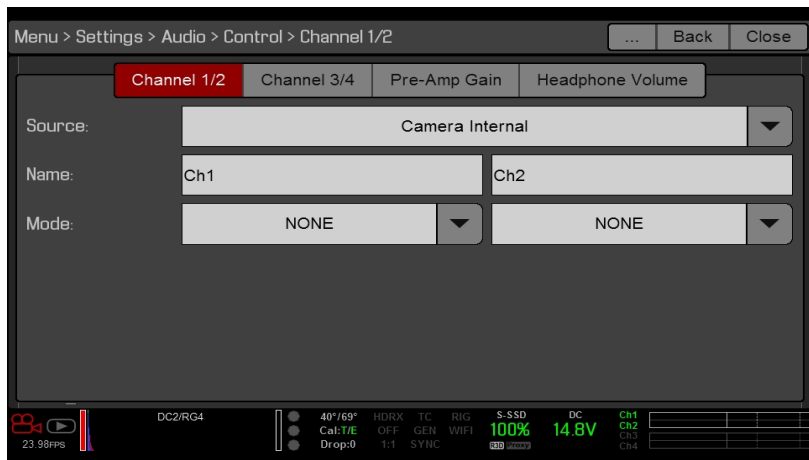 Menu > Settings > Audio > Control > Channel 1/2 ... Back Close
Channel 1/2 Channel 3/4 Pre-Amp Gain Headphone Volume
Source: Camera Internal
Name: Ch1 Ch2
Mode: NONE NONE
DC2/RG4 40°/69° HDRX TC RIG S-SSD DC Ch1
Cal:T/E OFF GEN WIFI 100% 14.8V Ch2
23.98FPS Drop:0 1:1 SYNC R3D Proxy Ch3
Ch4